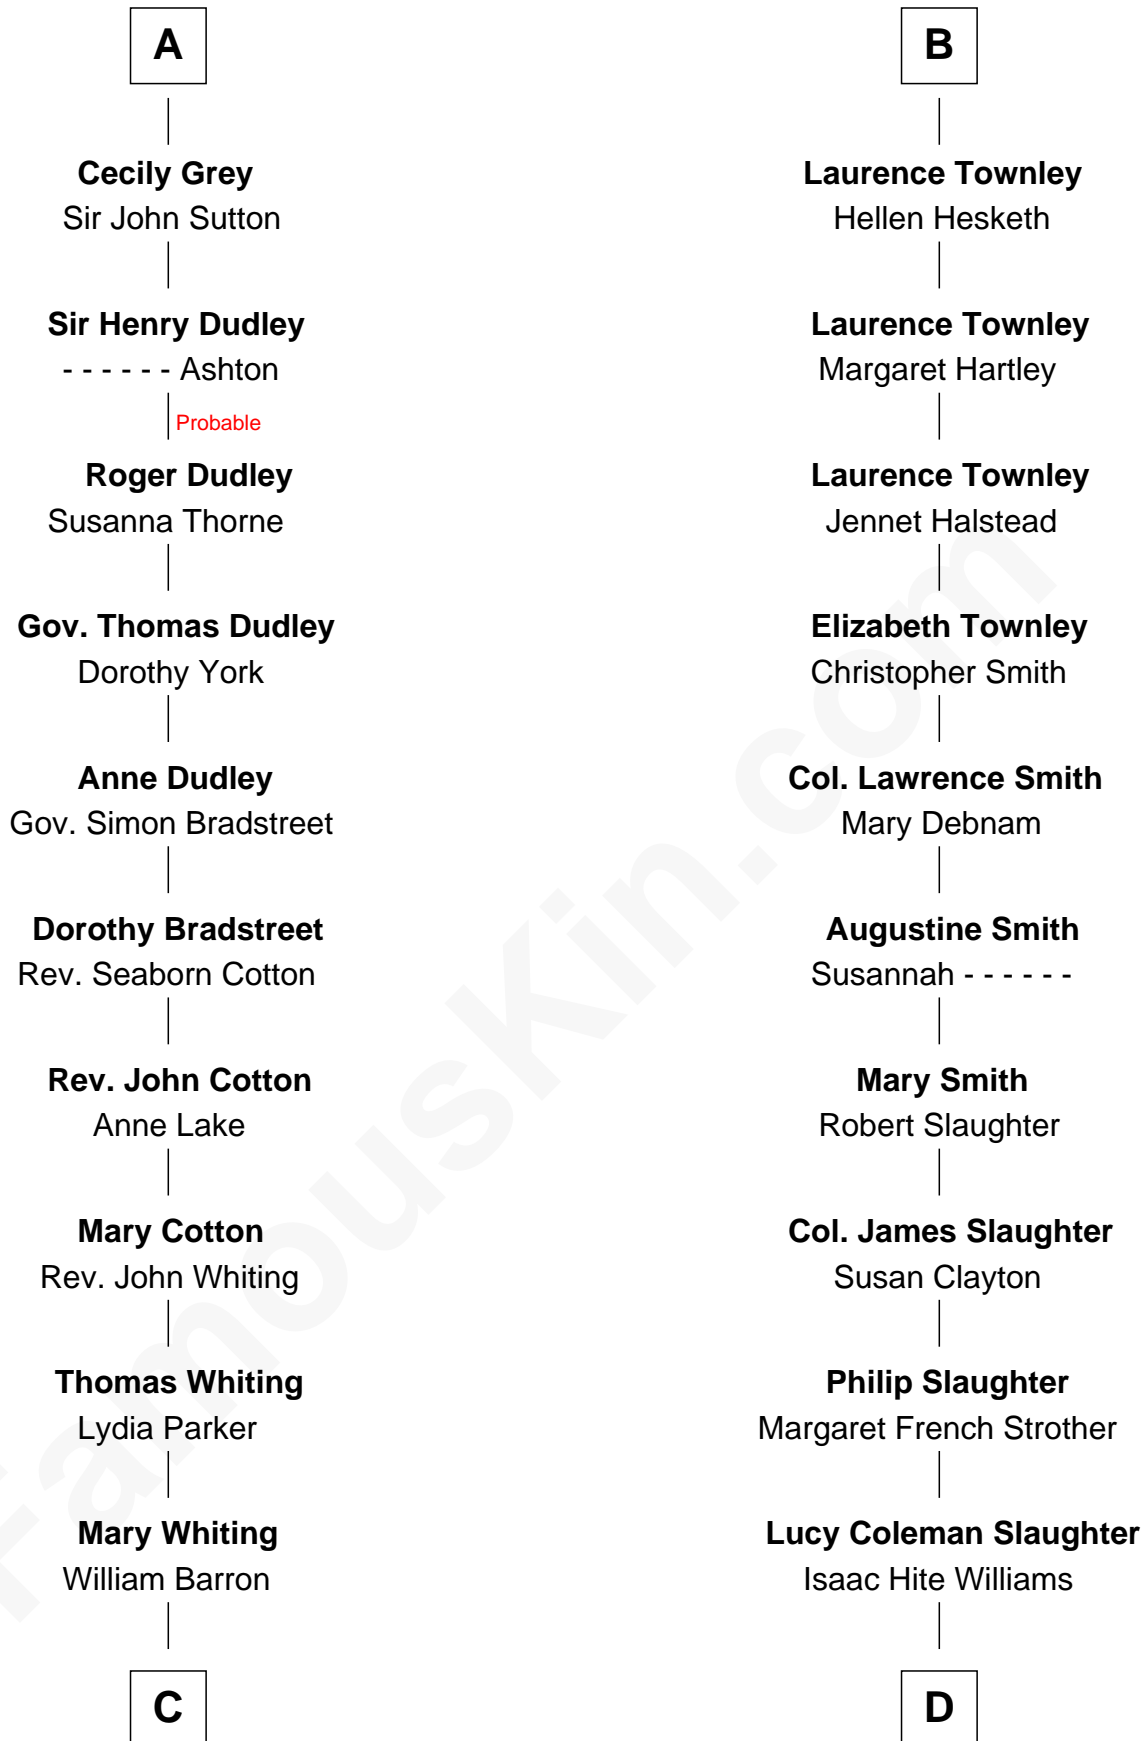 A
Cecily Grey
Sir John Sutton
Sir Henry Dudley
- - - - - - Ashton
Probable
Roger Dudley
Susanna Thorne
Gov. Thomas Dudley
Dorothy York
Anne Dudley
Gov. Simon Bradstreet
Dorothy Bradstreet
Rev. Seaborn Cotton
Rev. John Cotton
Anne Lake
Mary Cotton
Rev. John Whiting
Thomas Whiting
Lydia Parker
Mary Whiting
William Barron
C
B
Laurence Townley
Hellen Hesketh
Laurence Townley
Margaret Hartley
Laurence Townley
Jennet Halstead
Elizabeth Townley
Christopher Smith
Col. Lawrence Smith
Mary Debnam
Augustine Smith
Susannah - - - - - -
Mary Smith
Robert Slaughter
Col. James Slaughter
Susan Clayton
Philip Slaughter
Margaret French Strother
Lucy Coleman Slaughter
Isaac Hite Williams
D
FamousKin.com